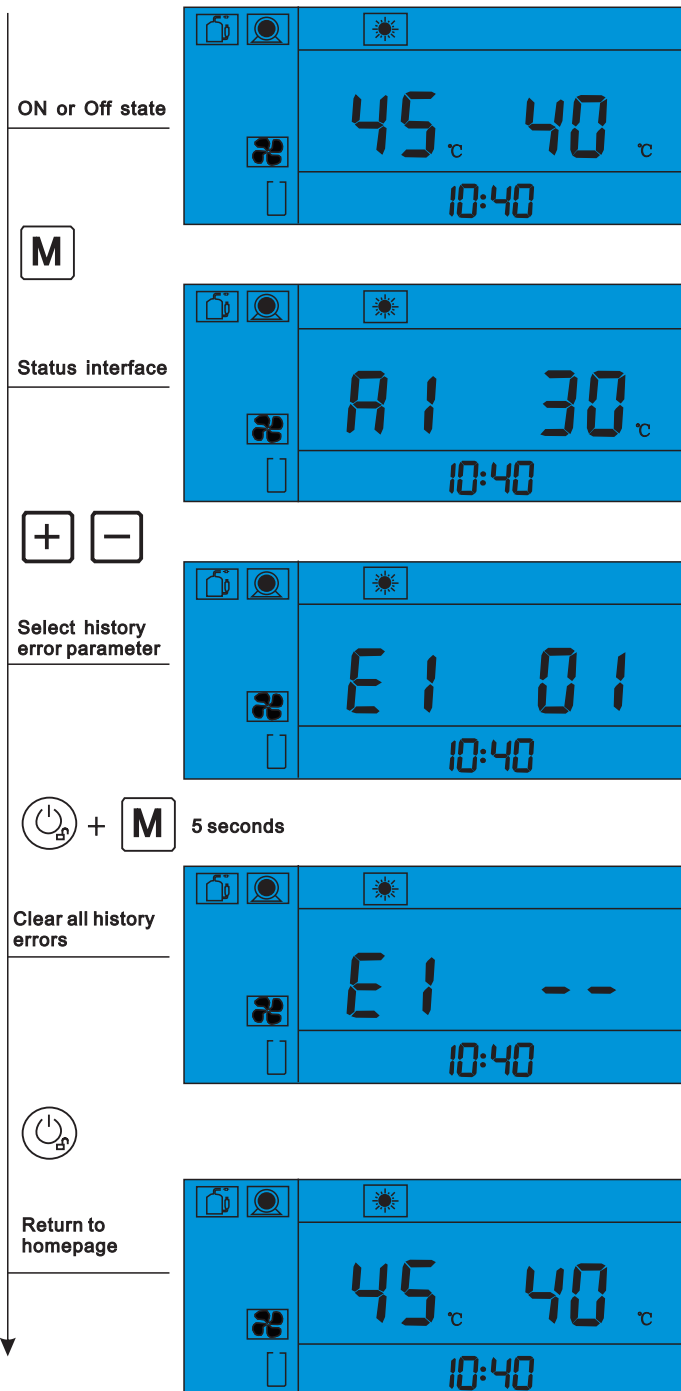 ON or Off state
45 ℃ 40 ℃
10:40
M
Status interface
A1 30 ℃
10:40
+ −
Select history
error parameter
E1 01
10:40
+ M 5 seconds
Clear all history
errors
E1 --
10:40
Return to
homepage
45 ℃ 40 ℃
10:40